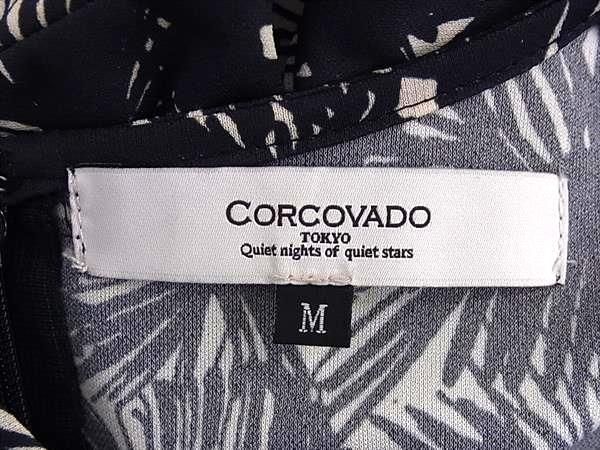 CORCOVADO
TOKYO
Quiet nights of quiet stars
M